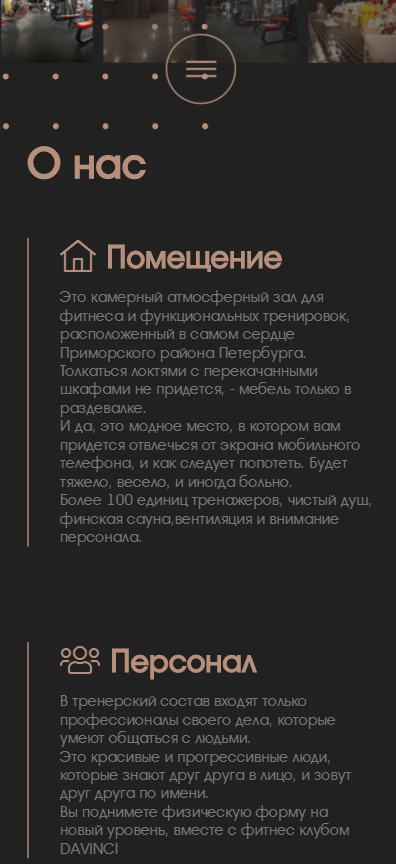 О нас
Помещение
Это камерный атмосферный зал для
фитнеса и функциональных тренировок,
расположенный в самом сердце
Приморского района Петербурга.
Толкаться локтями с перекачанными
шкафами не придется, - мебель только в
раздевалке.
И да, это модное место, в котором вам
придется отвлечься от экрана мобильного
телефона, и как следует попотеть. Будет
тяжело, весело, и иногда больно.
Более 100 единиц тренажеров, чистый душ,
финская сауна,вентиляция и внимание
персонала.
Персонал
В тренерский состав входят только
профессионалы своего дела, которые
умеют общаться с людьми.
Это красивые и прогрессивные люди,
которые знают друг друга в лицо, и зовут
друг друга по имени.
Вы поднимете физическую форму на
новый уровень, вместе с фитнес клубом
DAVINCI